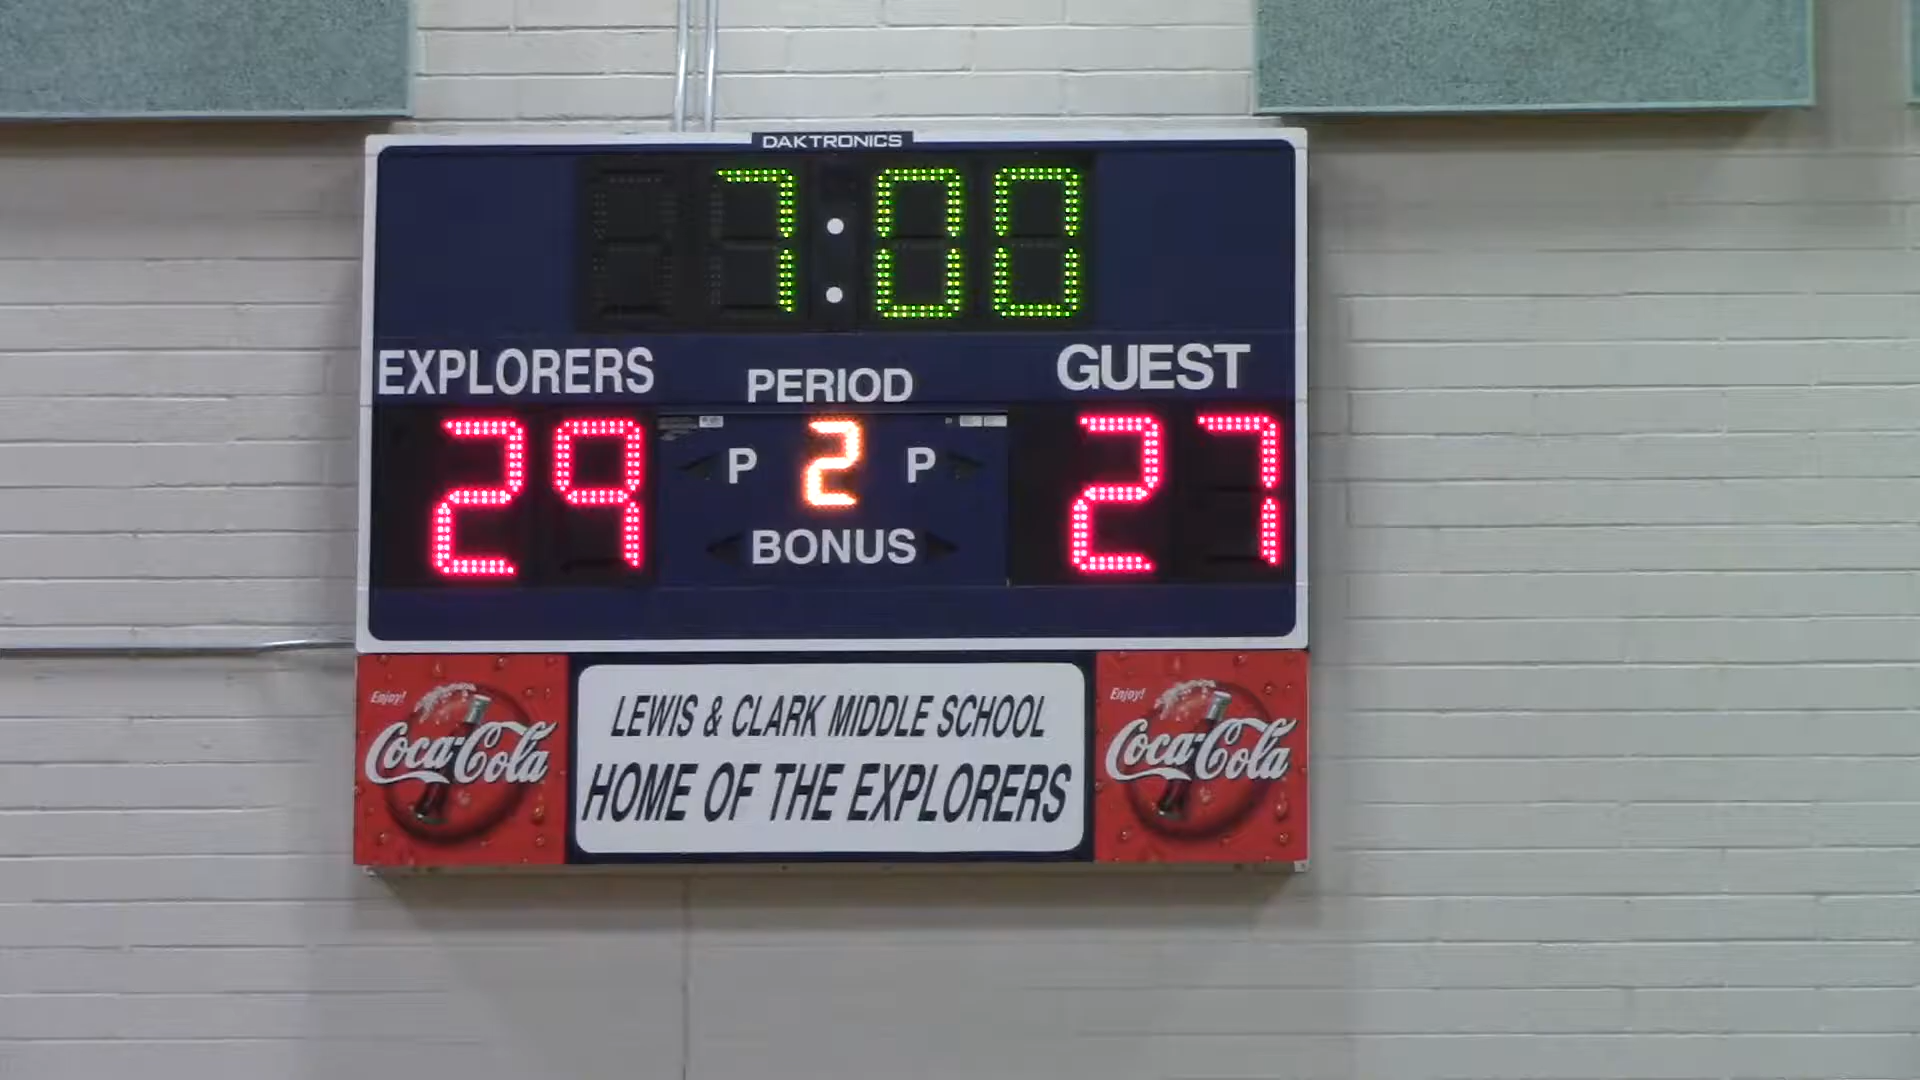 DAKTRONICS
7:00
EXPLORERS
PERIOD
GUEST
29
P 2 P
27
BONUS
Enjoy!
Coca-Cola
LEWIS & CLARK MIDDLE SCHOOL
HOME OF THE EXPLORERS
Enjoy!
Coca-Cola